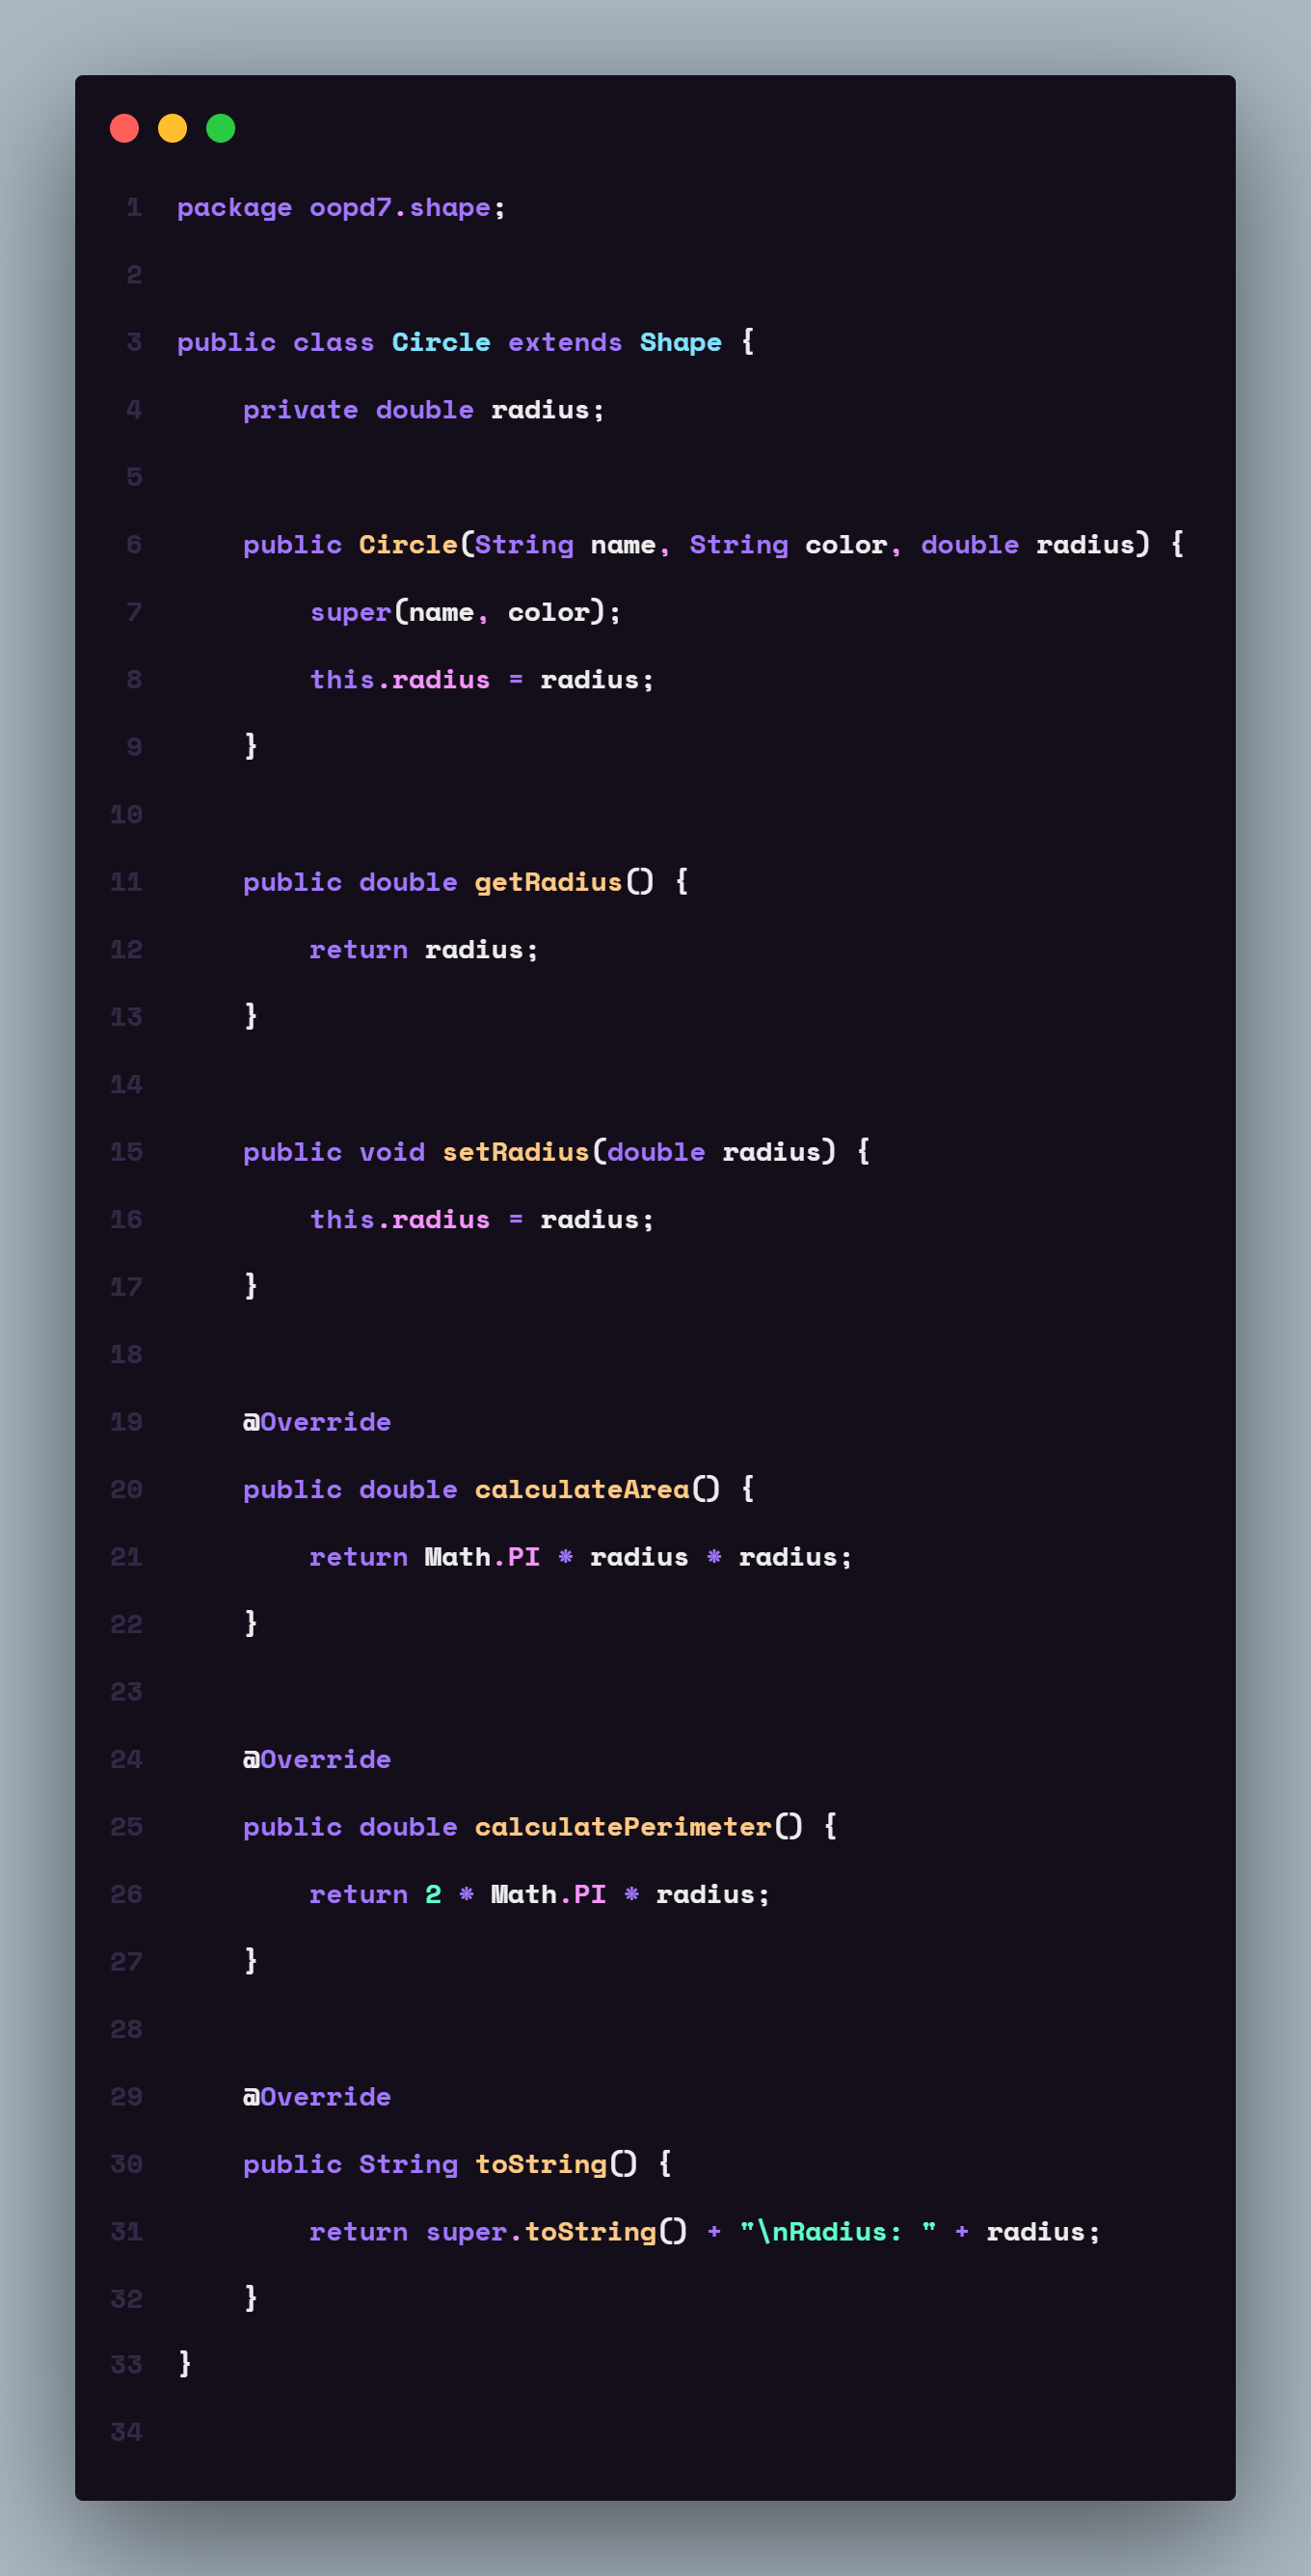 1 package oopd7.shape;
2
3 public class Circle extends Shape {
4     private double radius;
5
6     public Circle(String name, String color, double radius) {
7         super(name, color);
8         this.radius = radius;
9     }
10
11     public double getRadius() {
12         return radius;
13     }
14
15     public void setRadius(double radius) {
16         this.radius = radius;
17     }
18
19     @Override
20     public double calculateArea() {
21         return Math.PI * radius * radius;
22     }
23
24     @Override
25     public double calculatePerimeter() {
26         return 2 * Math.PI * radius;
27     }
28
29     @Override
30     public String toString() {
31         return super.toString() + "\nRadius: " + radius;
32     }
33 }
34